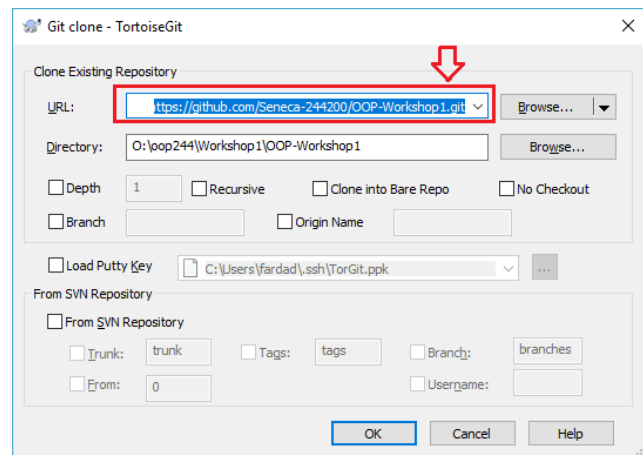 Git clone - TortoiseGit
Clone Existing Repository
URL: ttps://github.com/Seneca-244200/OOP-Workshop1.git Browse...
Directory: O:\oop244\Workshop1\OOP-Workshop1 Browse...
Depth 1 Recursive Clone into Bare Repo No Checkout
Branch Origin Name
Load Putty Key C:\Users\fardad\.ssh\TorGit.ppk ...
From SVN Repository
From SVN Repository
Trunk: trunk Tags: tags Branch: branches
From: 0 Username:
OK Cancel Help